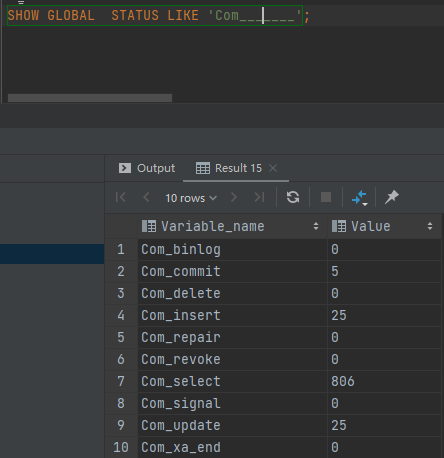 SHOW GLOBAL  STATUS LIKE 'Com_______';
Output
Result 15
10 rows
Variable_name Value
1 Com_binlog 0
2 Com_commit 5
3 Com_delete 0
4 Com_insert 25
5 Com_repair 0
6 Com_revoke 0
7 Com_select 806
8 Com_signal 0
9 Com_update 25
10 Com_xa_end 0